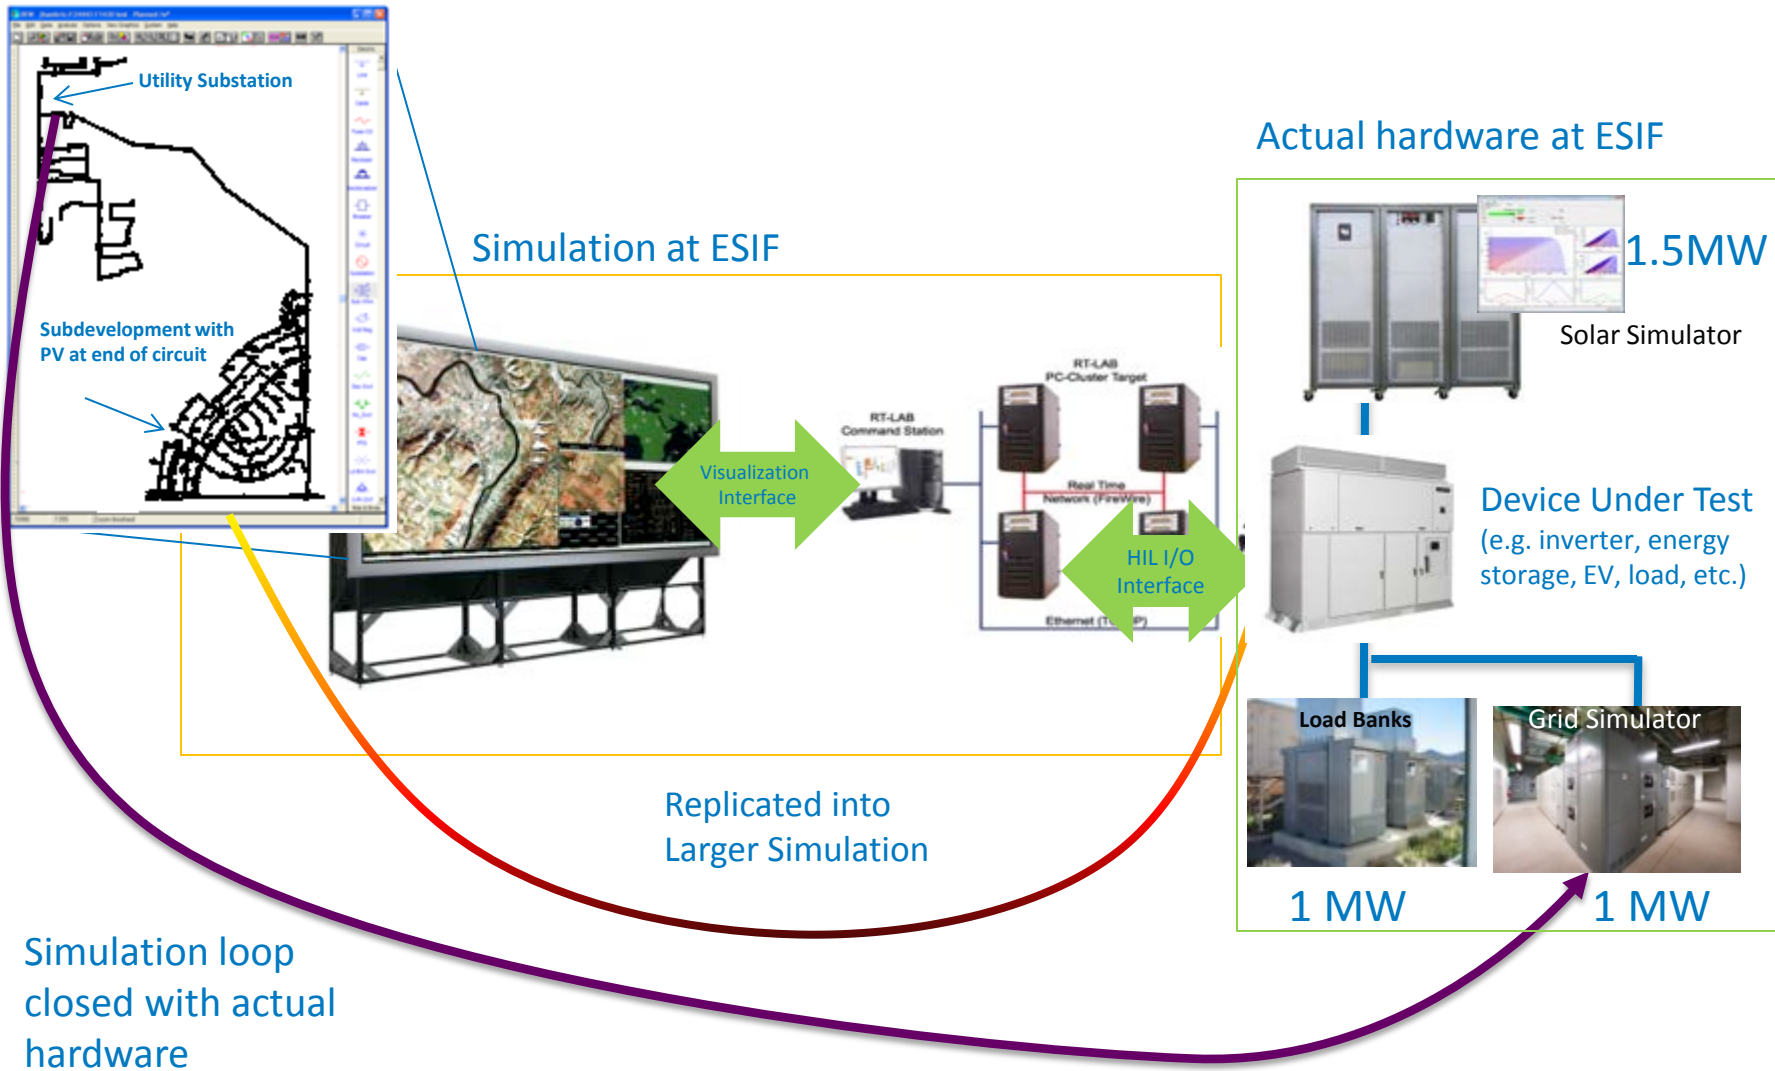 Utility Substation
Subdevelopment with
PV at end of circuit
Simulation at ESIF
Visualization
Interface
RT-LAB
Command Station
RT-LAB
PC-Cluster Target
Real Time
Network (FireWire)
HIL I/O
Interface
Ethernet
Actual hardware at ESIF
1.5MW
Solar Simulator
Device Under Test
(e.g. inverter, energy
storage, EV, load, etc.)
Load Banks
Grid Simulator
1 MW
1 MW
Replicated into
Larger Simulation
Simulation loop
closed with actual
hardware